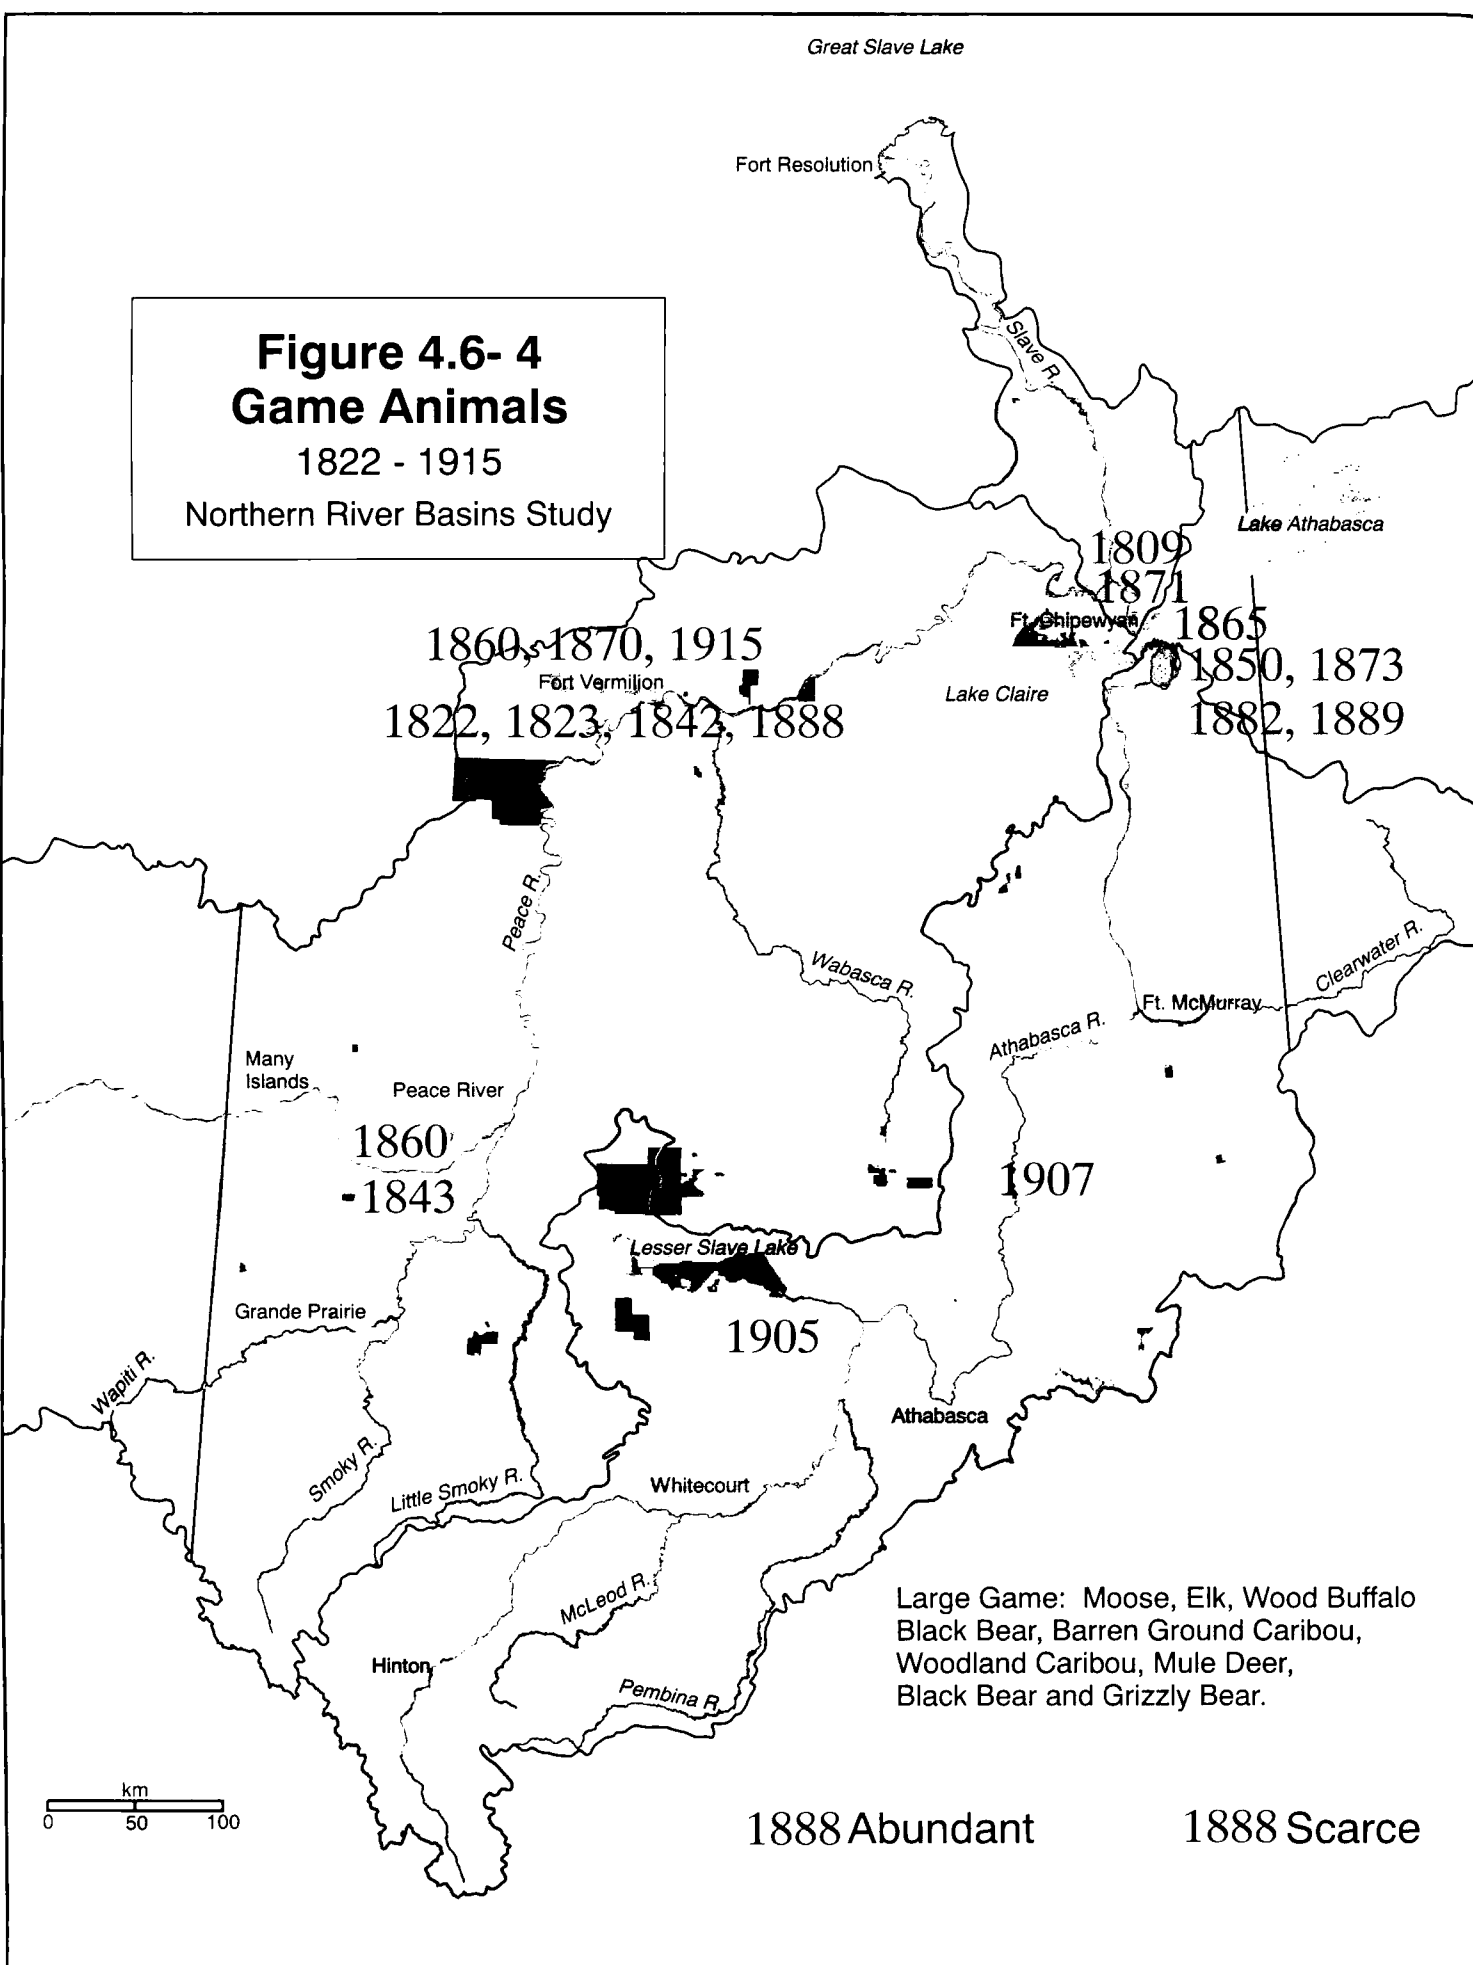 Great Slave Lake
Fort Resolution
Slave R.
Figure 4.6- 4
Game Animals
1822 - 1915
Northern River Basins Study
Lake Athabasca
1809
1871
Ft. Chipewyan
1865
1860, 1870, 1915
1850, 1873
Fort Vermilion
Lake Claire
1822, 1823, 1842, 1888
1882, 1889
Peace R.
Wabasca R.
Clearwater R.
Ft. McMurray
Athabasca R.
Many
Islands
Peace River
1860
1843
1907
Lesser Slave Lake
Grande Prairie
1905
Wapiti R.
Athabasca
Smoky R.
Little Smoky R.
Whitecourt
McLeod R.
Large Game: Moose, Elk, Wood Buffalo
Black Bear, Barren Ground Caribou,
Woodland Caribou, Mule Deer,
Black Bear and Grizzly Bear.
Hinton
Pembina R.
km
0 50 100
1888 Abundant
1888 Scarce